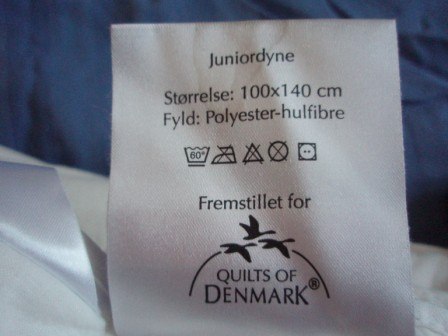 Juniordyne
Størrelse: 100x140 cm
Fyld: Polyester-hulfibre
60°
Fremstillet for
QUILTS OF
DENMARK®